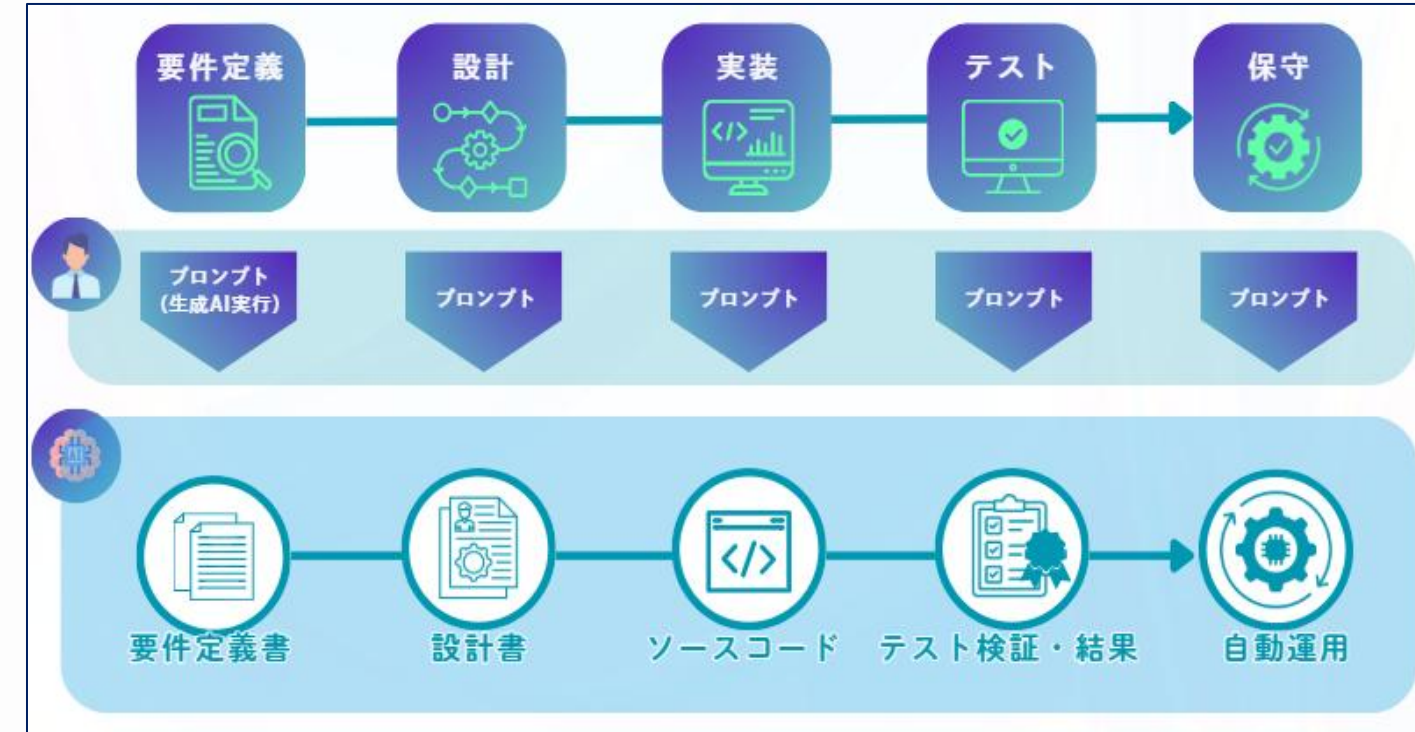 要件定義
設計
実装
テスト
保守
プロンプト
(生成AI実行)
プロンプト
プロンプト
プロンプト
プロンプト
AI
要件定義書
設計書
ソースコード
テスト検証・結果
自動運用